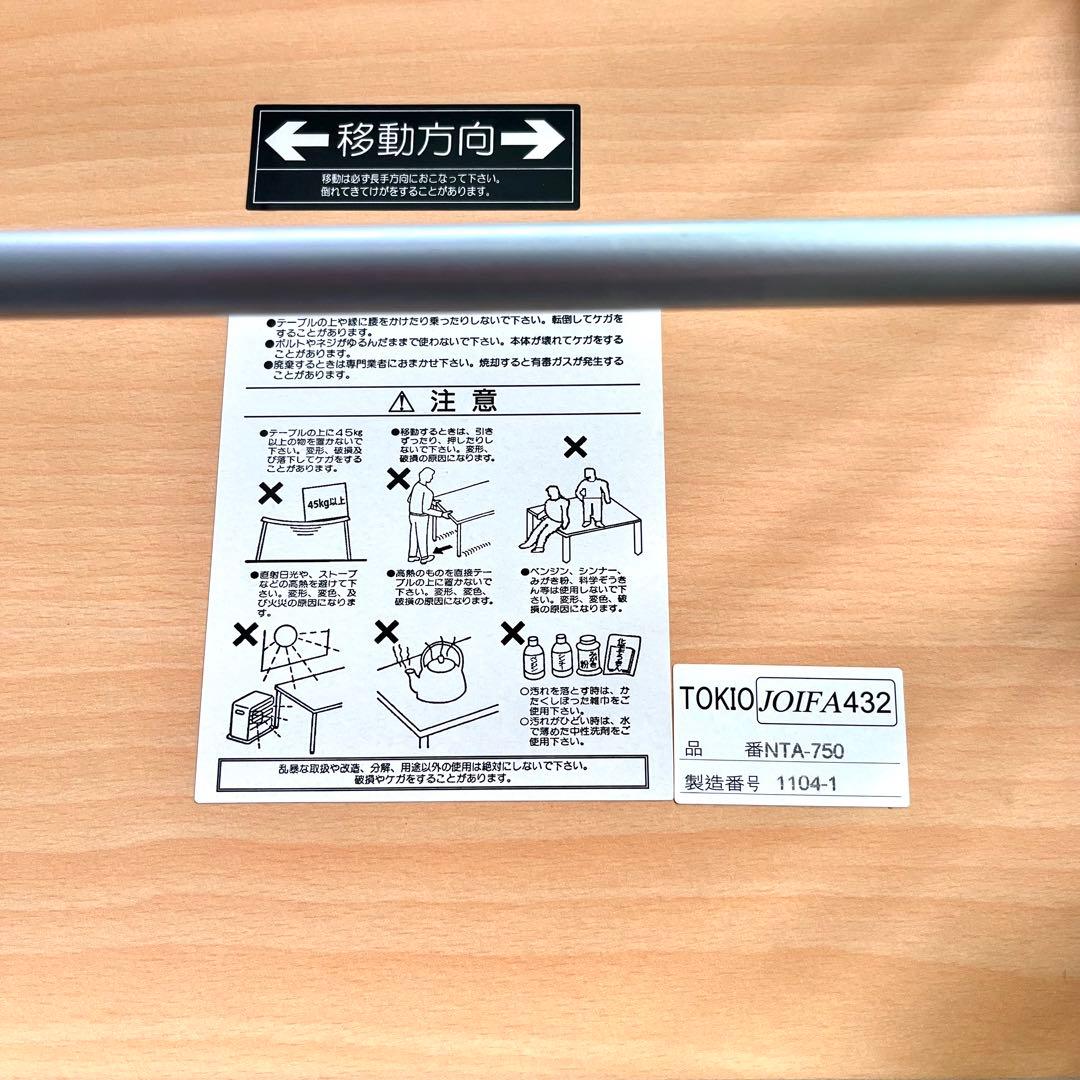 移動方向
移動は必ず長手方向におこなって下さい。
倒れてきてけがをすることがあります。
●テーブルの上や縁に腰をかけたり乗ったりしないで下さい。転倒してケガを
することがあります。
●ボルトやネジがゆるんだままで使わないで下さい。本体が壊れてケガをする
ことがあります。
●廃棄するときは専門業者におまかせ下さい。焼却すると有毒ガスが発生する
ことがあります。
注意
●テーブルの上に45kg
以上の物を置かないで
下さい。変形、破損及
び落下してケガをする
ことがあります。
45kg以上
●移動するときは、引き
ずったり、押したりし
ないで下さい。変形、
破損の原因になります。
●直射日光や、ストーブ
などの高熱を避けて下
さい。変形、変色、及
び火災の原因になりま
す。
●高熱のものを直接テー
ブルの上に置かないで
下さい。変形、変色、
破損の原因になります。
●ベンジン、シンナー、
みがき粉、科学ぞうき
ん等は使用しないで下
さい。変形、変色、破
損の原因になります。
ベンジン
シンナー
みがき粉
化学ぞうきん
○汚れを落とす時は、か
たくしぼった雑巾をご
使用下さい。
○汚れがひどい時は、水
で薄めた中性洗剤をご
使用下さい。
乱暴な取扱や改造、分解、用途以外の使用は絶対にしないで下さい。
破損やケガをすることがあります。
TOKIO JOIFA432
品番NTA-750
製造番号 1104-1